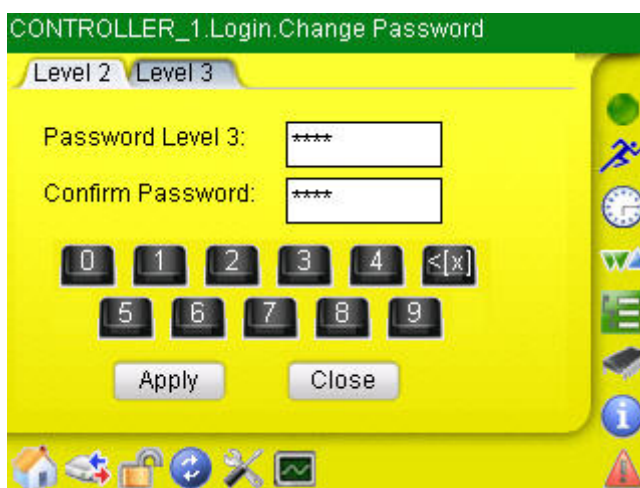 CONTROLLER_1.Login.Change Password
Level 2 Level 3
Password Level 3: ****
Confirm Password: ****
0 1 2 3 4 <[x]
5 6 7 8 9
Apply Close